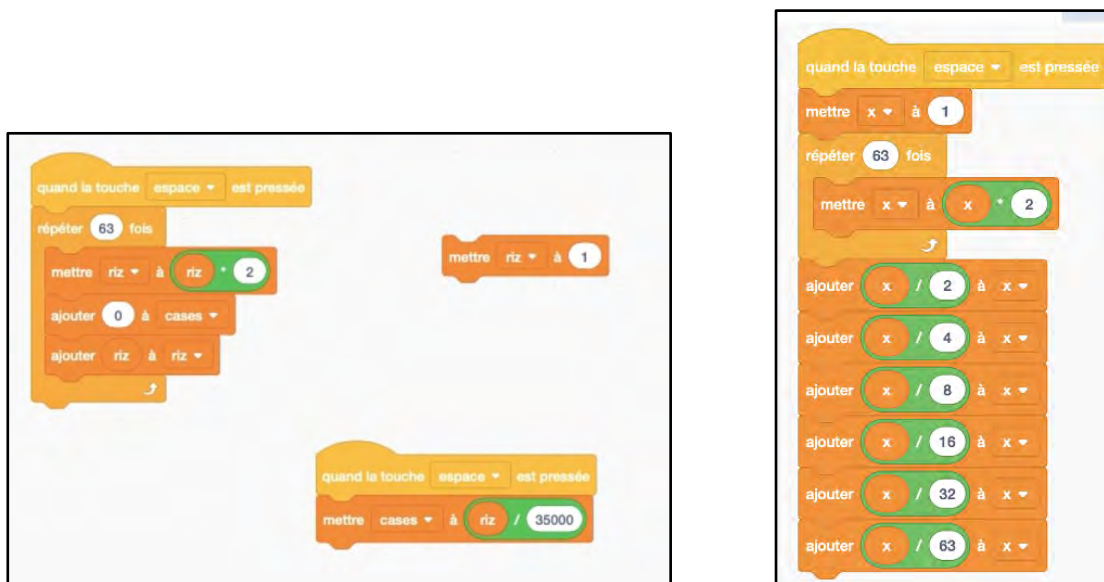 quand la touche espace est pressée
répéter 63 fois
mettre riz à riz * 2
ajouter 0 à cases
ajouter riz à riz
mettre riz à 1
quand la touche espace est pressée
mettre cases à riz / 35000
quand la touche espace est pressée
mettre x à 1
répéter 63 fois
mettre x à x * 2
ajouter x / 2 à x
ajouter x / 4 à x
ajouter x / 8 à x
ajouter x / 16 à x
ajouter x / 32 à x
ajouter x / 63 à x